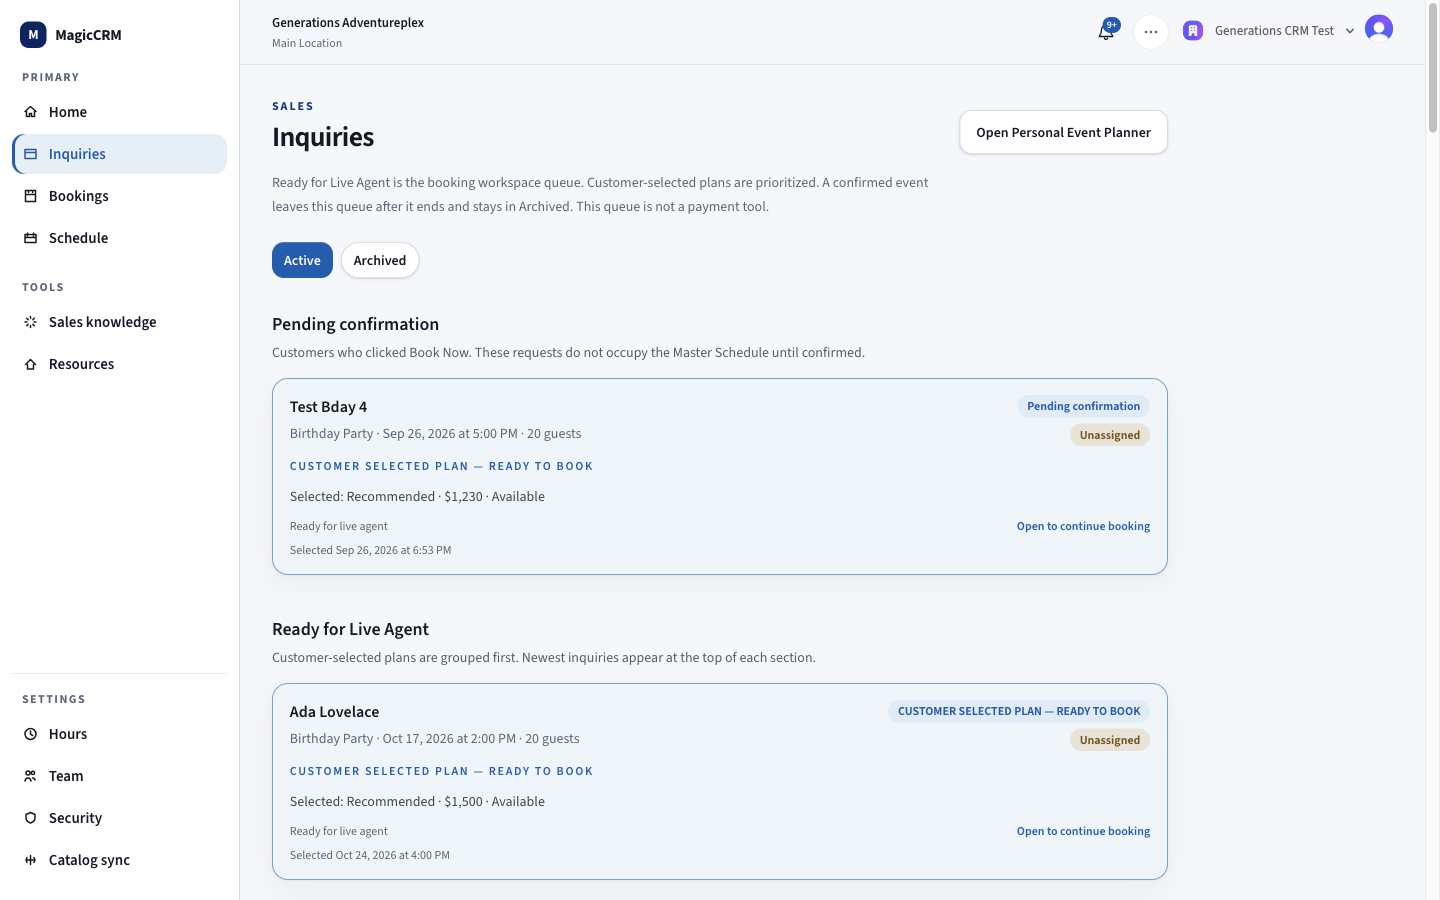 M MagicCRM
PRIMARY
Home
Inquiries
Bookings
Schedule
TOOLS
Sales knowledge
Resources
SETTINGS
Hours
Team
Security
Catalog sync
Generations Adventureplex
Main Location
9+
Generations CRM Test
SALES
Inquiries
Open Personal Event Planner
Ready for Live Agent is the booking workspace queue. Customer-selected plans are prioritized. A confirmed event
leaves this queue after it ends and stays in Archived. This queue is not a payment tool.
Active
Archived
Pending confirmation
Customers who clicked Book Now. These requests do not occupy the Master Schedule until confirmed.
Test Bday 4
Pending confirmation
Birthday Party · Sep 26, 2026 at 5:00 PM · 20 guests
Unassigned
CUSTOMER SELECTED PLAN — READY TO BOOK
Selected: Recommended · $1,230 · Available
Ready for live agent
Open to continue booking
Selected Sep 26, 2026 at 6:53 PM
Ready for Live Agent
Customer-selected plans are grouped first. Newest inquiries appear at the top of each section.
Ada Lovelace
CUSTOMER SELECTED PLAN — READY TO BOOK
Birthday Party · Oct 17, 2026 at 2:00 PM · 20 guests
Unassigned
CUSTOMER SELECTED PLAN — READY TO BOOK
Selected: Recommended · $1,500 · Available
Ready for live agent
Open to continue booking
Selected Oct 24, 2026 at 4:00 PM